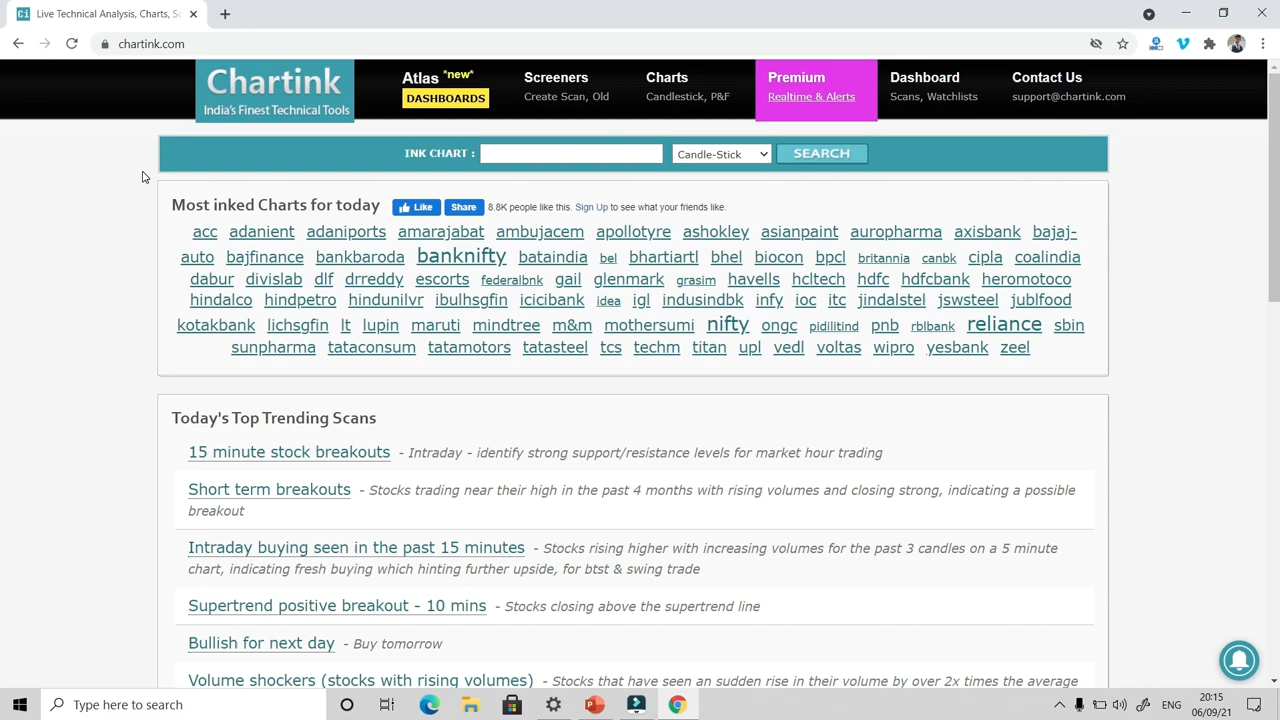 Live Technical Analysis, Charts, Sc
chartink.com
Chartink
India's Finest Technical Tools
Atlas *new*
DASHBOARDS
Screeners
Create Scan, Old
Charts
Candlestick, P&F
Premium
Realtime & Alerts
Dashboard
Scans, Watchlists
Contact Us
support@chartink.com
INK CHART :
Candle-Stick
SEARCH
Most inked Charts for today Like Share 8.8K people like this. Sign Up to see what your friends like.
acc adanient adaniports amarajabat ambujacem apollotyre ashokley asianpaint auropharma axisbank bajaj-
auto bajfinance bankbaroda banknifty bataindia bel bhartiartl bhel biocon bpcl britannia canbk cipla coalindia
dabur divislab dlf drreddy escorts federalbnk gail glenmark grasim havells hcltech hdfc hdfcbank heromotoco
hindalco hindpetro hindunilvr ibulhsgfin icicibank idea igl indusindbk infy ioc itc jindalstel jswsteel jublfood
kotakbank lichsgfin lt lupin maruti mindtree m&m mothersumi nifty ongc pidilitind pnb rblbank reliance sbin
sunpharma tataconsum tatamotors tatasteel tcs techm titan upl vedl voltas wipro yesbank zeel
Today's Top Trending Scans
15 minute stock breakouts - Intraday - identify strong support/resistance levels for market hour trading
Short term breakouts - Stocks trading near their high in the past 4 months with rising volumes and closing strong, indicating a possible
breakout
Intraday buying seen in the past 15 minutes - Stocks rising higher with increasing volumes for the past 3 candles on a 5 minute
chart, indicating fresh buying which hinting further upside, for btst & swing trade
Supertrend positive breakout - 10 mins - Stocks closing above the supertrend line
Bullish for next day - Buy tomorrow
Volume shockers (stocks with rising volumes) - Stocks that have seen an sudden rise in their volume by over 2x times the average
Type here to search
ENG
20:15
06/09/21